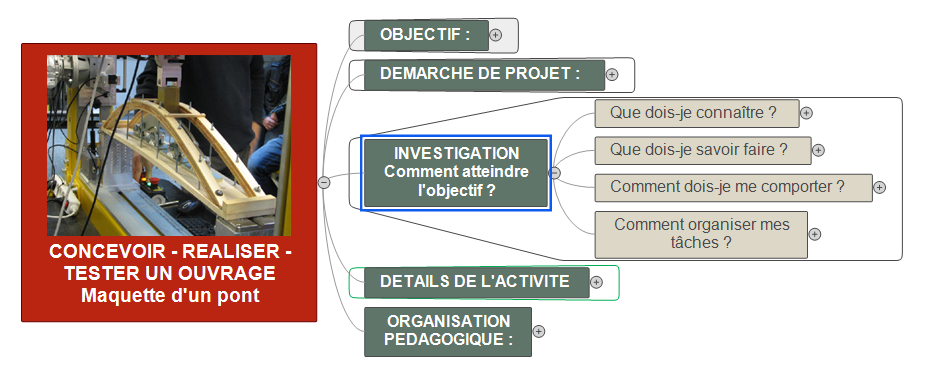 CONCEVOIR - REALISER -
TESTER UN OUVRAGE
Maquette d'un pont
OBJECTIF :
DEMARCHE DE PROJET :
INVESTIGATION
Comment atteindre
l'objectif ?
Que dois-je connaître ?
Que dois-je savoir faire ?
Comment dois-je me comporter ?
Comment organiser mes
tâches ?
DETAILS DE L'ACTIVITE
ORGANISATION
PEDAGOGIQUE :